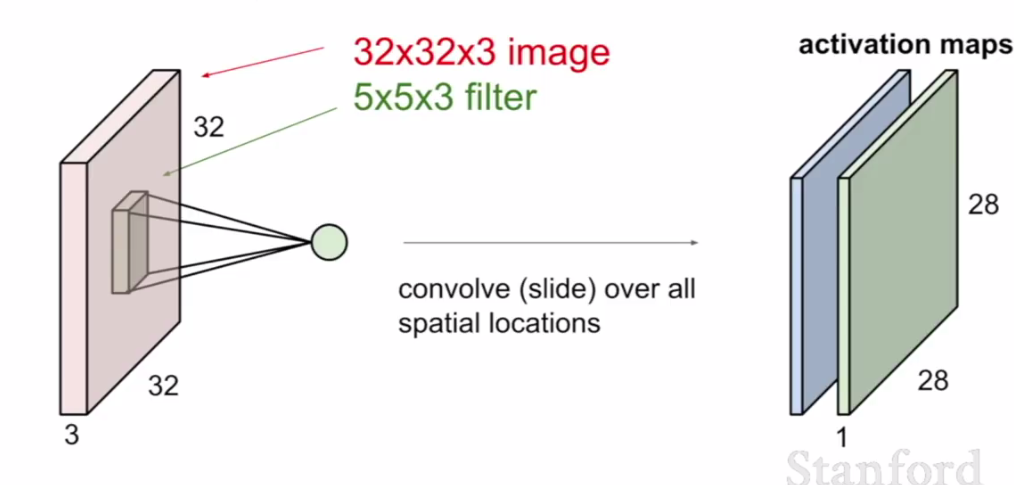 32x32x3 image
5x5x3 filter
activation maps
32
28
convolve (slide) over all
spatial locations
32
28
3
1
Stanford